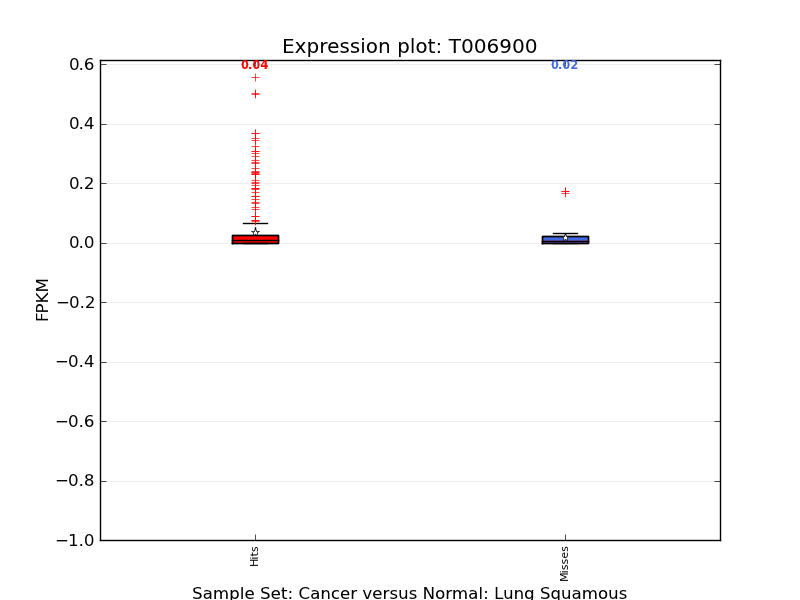 Expression plot: T006900
0.6
0.04
0.02
0.4
0.2
0.0
FPKM
−0.2
−0.4
−0.6
−0.8
−1.0
Hits
Misses
Sample Set: Cancer versus Normal: Lung Squamous